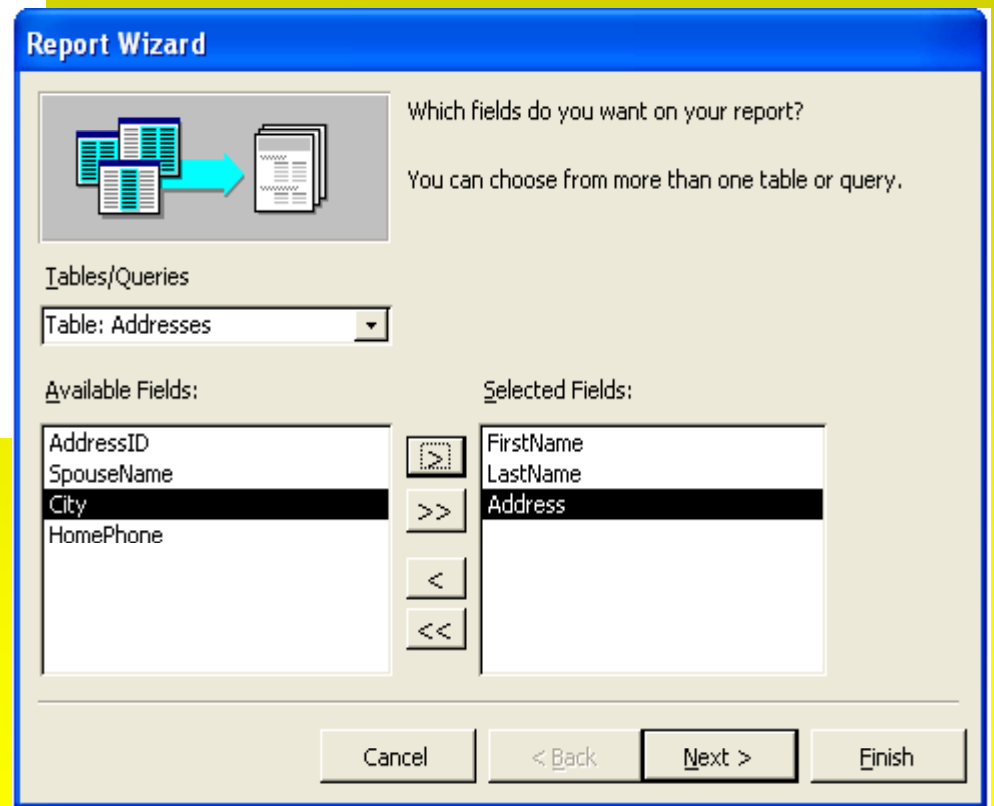 Report Wizard
Which fields do you want on your report?
You can choose from more than one table or query.
Tables/Queries
Table: Addresses
Available Fields:
AddressID
SpouseName
City
HomePhone
>
>>
<
<<
Selected Fields:
FirstName
LastName
Address
Cancel
< Back
Next >
Finish